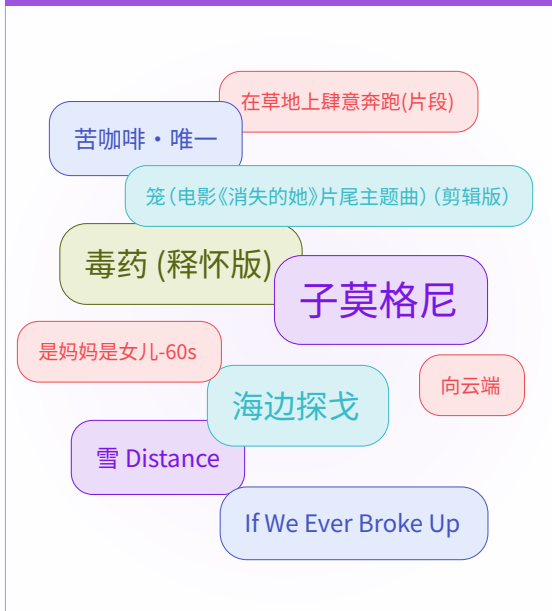 在草地上肆意奔跑(片段)
苦咖啡·唯一
笼(电影《消失的她》片尾主题曲)(剪辑版)
毒药 (释怀版)
子莫格尼
是妈妈是女儿-60s
向云端
海边探戈
雪 Distance
If We Ever Broke Up